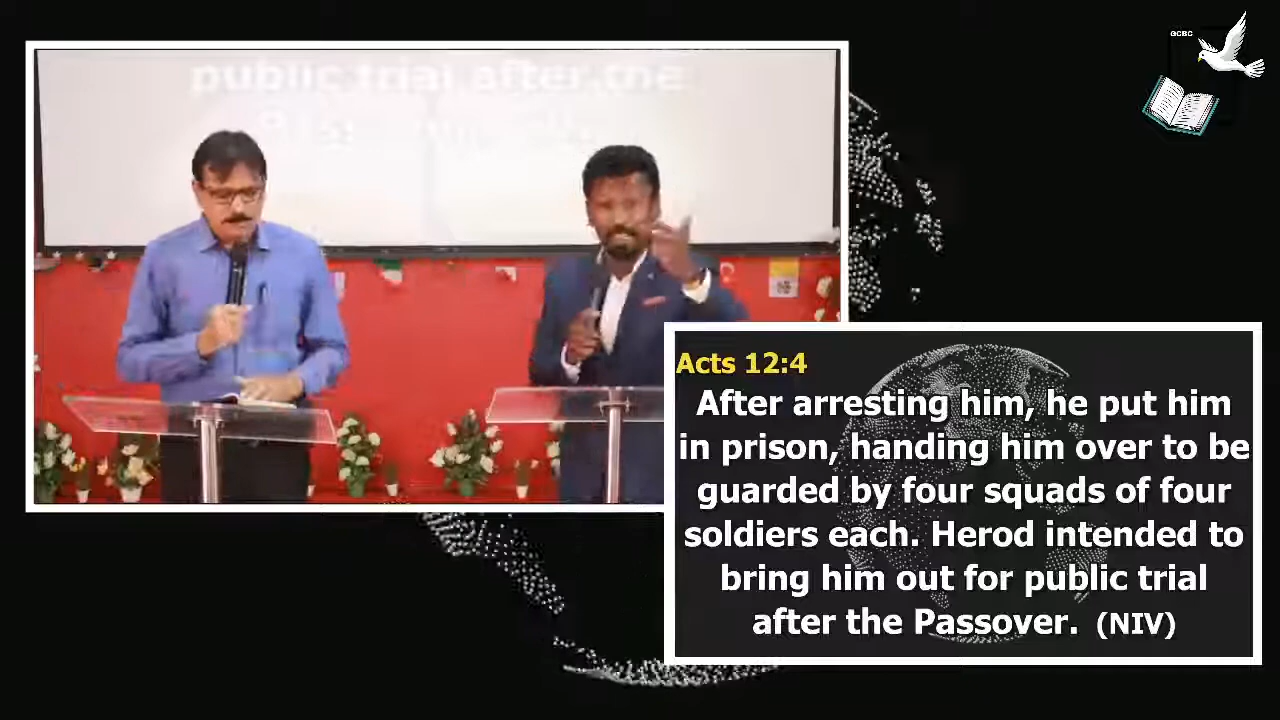 GCBC
public trial after the
Acts 12:4
After arresting him, he put him
in prison, handing him over to be
guarded by four squads of four
soldiers each. Herod intended to
bring him out for public trial
after the Passover. (NIV)